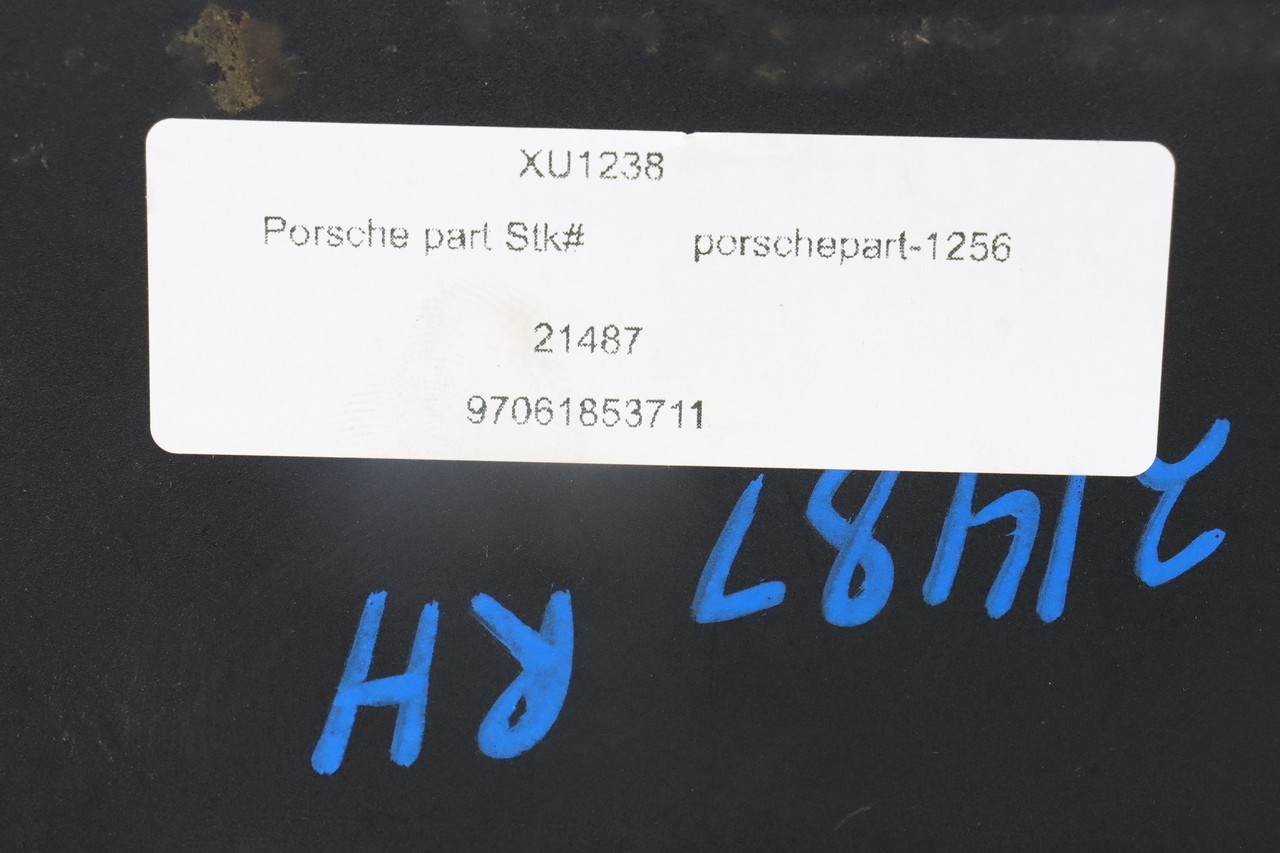 XU1238
Porsche part Stk# porschepart-1256
21487
97061853711
21487
RH